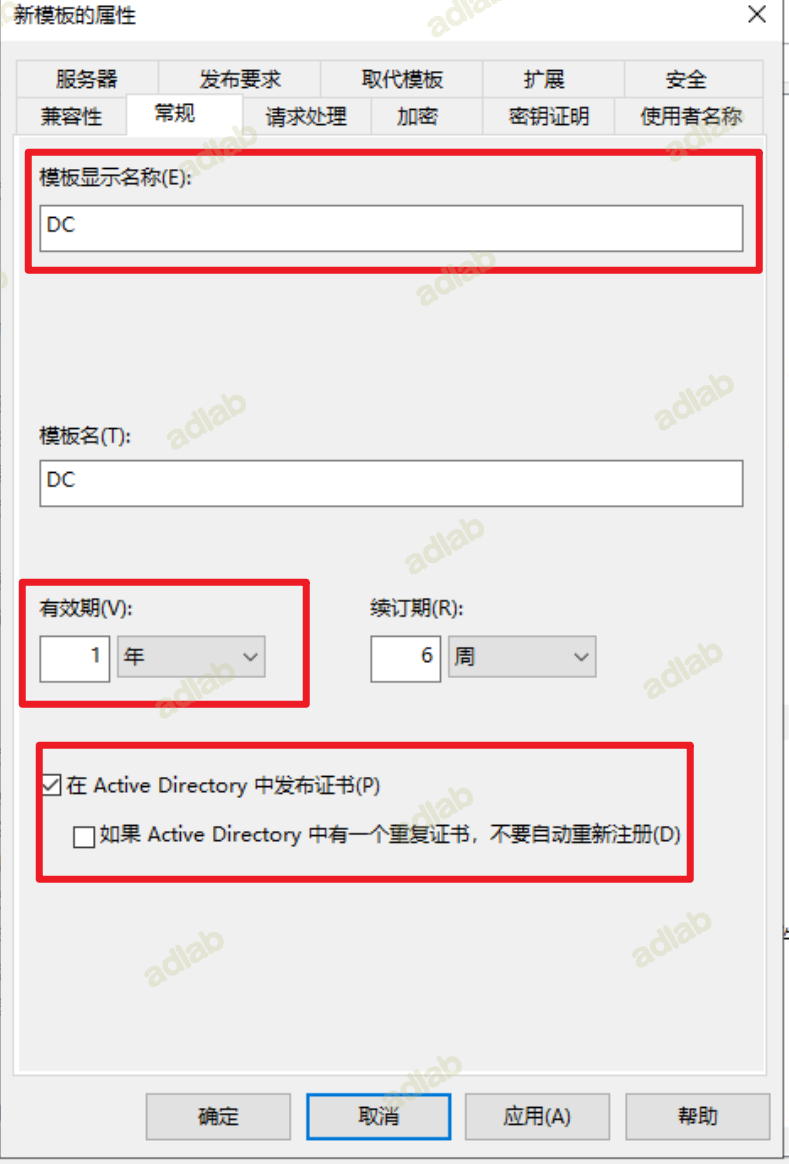 新模板的属性
服务器 发布要求 取代模板 扩展 安全
兼容性 常规 请求处理 加密 密钥证明 使用者名称
模板显示名称(E):
DC
模板名(T):
DC
有效期(V): 续订期(R):
1 年 6 周
在 Active Directory 中发布证书(P)
如果 Active Directory 中有一个重复证书，不要自动重新注册(D)
确定 取消 应用(A) 帮助
adlab
adlab
adlab
adlab
adlab
adlab
adlab
adlab
adlab
adlab
adlab
adlab
adlab